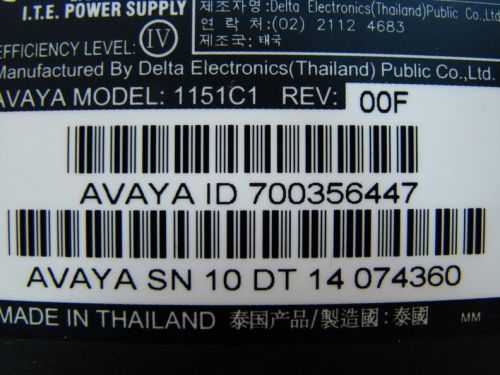 I.T.E. POWER SUPPLY
제조자명:Delta Electronics(Thailand)Public Co.,Ltd
연 락 처:(02) 2112 4683
제조국: 태국
EFFICIENCY LEVEL: IV
Manufactured By Delta Electronics(Thailand) Public Co.,Ltd.
AVAYA MODEL: 1151C1 REV: 00F
AVAYA ID 700356447
AVAYA SN 10 DT 14 074360
MADE IN THAILAND 泰国产品/製造國:泰國 MM